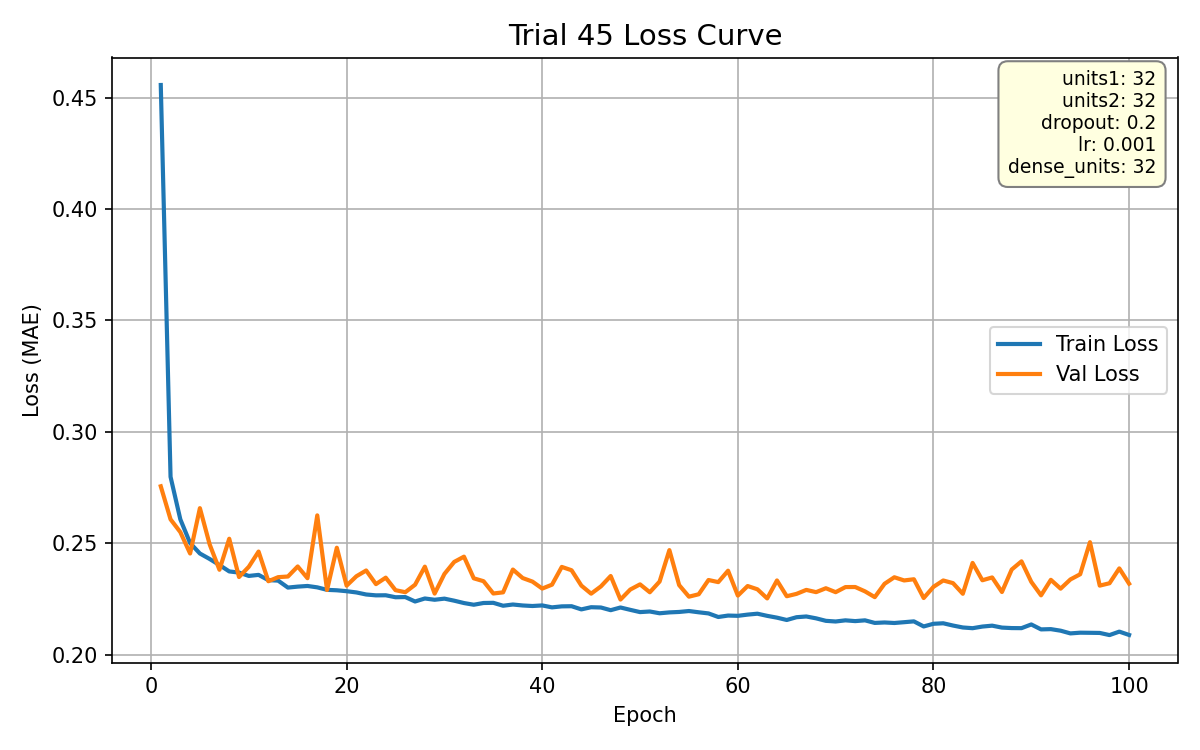 Trial 45 Loss Curve
units1: 32
units2: 32
dropout: 0.2
lr: 0.001
dense_units: 32
Train Loss
Val Loss
Loss (MAE)
0.45
0.40
0.35
0.30
0.25
0.20
0 20 40 60 80 100
Epoch